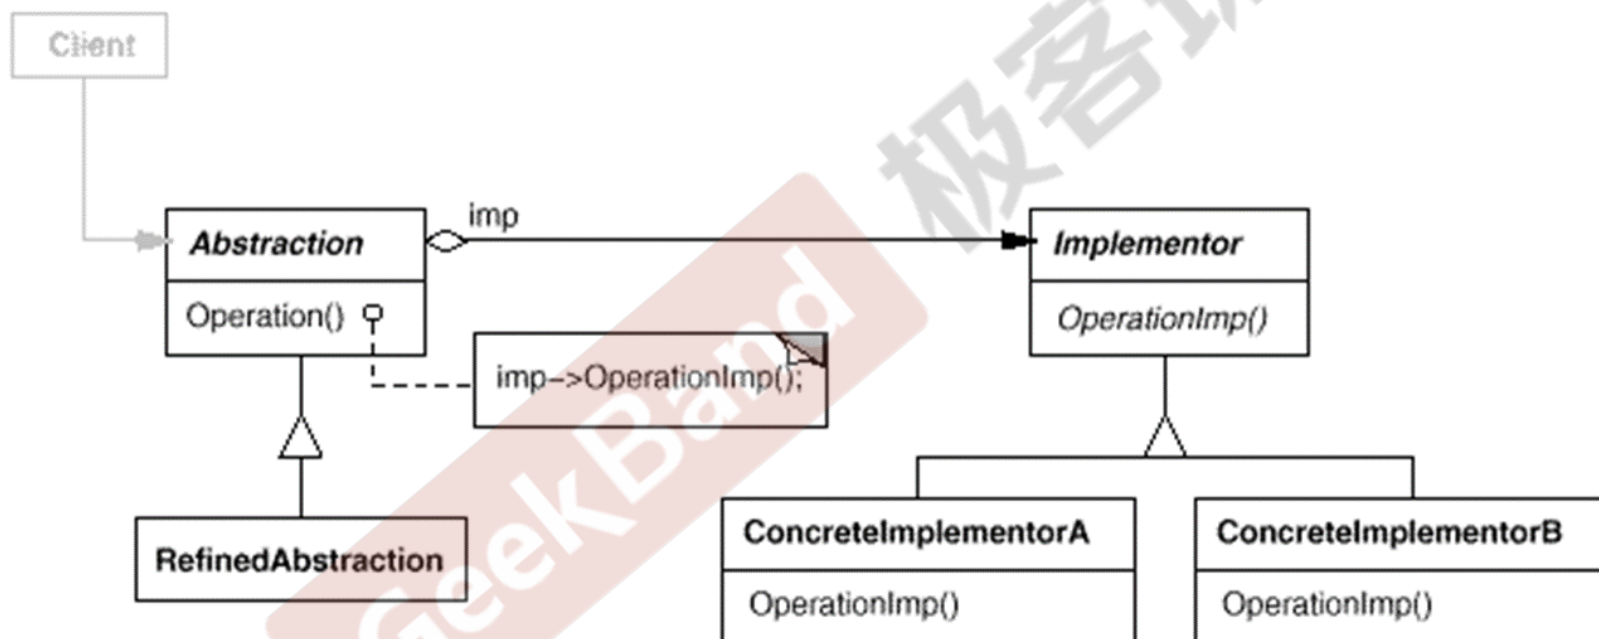 Client
极客
imp
Abstraction
Implementor
Operation()
OperationImp()
imp->OperationImp();
GeekBand
RefinedAbstraction
ConcreteImplementorA
ConcreteImplementorB
OperationImp()
OperationImp()